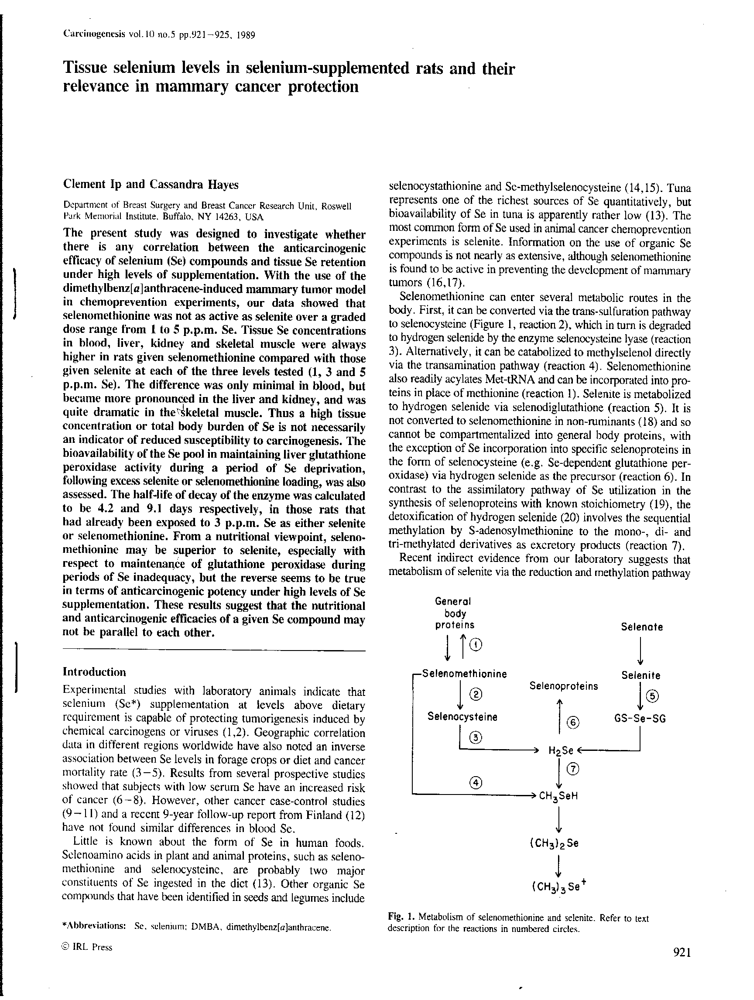 Carcinogenesis vol.10 no.5 pp.921–925, 1989
Tissue selenium levels in selenium-supplemented rats and their
relevance in mammary cancer protection
Clement Ip and Cassandra Hayes
Department of Breast Surgery and Breast Cancer Research Unit, Roswell
Park Memorial Institute, Buffalo, NY 14263, USA
The present study was designed to investigate whether
there is any correlation between the anticarcinogenic
efficacy of selenium (Se) compounds and tissue Se retention
under high levels of supplementation. With the use of the
dimethylbenz[a]anthracene-induced mammary tumor model
in chemoprevention experiments, our data showed that
selenomethionine was not as active as selenite over a graded
dose range from 1 to 5 p.p.m. Se. Tissue Se concentrations
in blood, liver, kidney and skeletal muscle were always
higher in rats given selenomethionine compared with those
given selenite at each of the three levels tested (1, 3 and 5
p.p.m. Se). The difference was only minimal in blood, but
became more pronounced in the liver and kidney, and was
quite dramatic in the skeletal muscle. Thus a high tissue
concentration or total body burden of Se is not necessarily
an indicator of reduced susceptibility to carcinogenesis. The
bioavailability of the Se pool in maintaining liver glutathione
peroxidase activity during a period of Se deprivation,
following excess selenite or selenomethionine loading, was also
assessed. The half-life of decay of the enzyme was calculated
to be 4.2 and 9.1 days respectively, in those rats that
had already been exposed to 3 p.p.m. Se as either selenite
or selenomethionine. From a nutritional viewpoint, seleno-
methionine may be superior to selenite, especially with
respect to maintenance of glutathione peroxidase during
periods of Se inadequacy, but the reverse seems to be true
in terms of anticarcinogenic potency under high levels of Se
supplementation. These results suggest that the nutritional
and anticarcinogenic efficacies of a given Se compound may
not be parallel to each other.
Introduction
Experimental studies with laboratory animals indicate that
selenium (Se*) supplementation at levels above dietary
requirement is capable of protecting tumorigenesis induced by
chemical carcinogens or viruses (1,2). Geographic correlation
data in different regions worldwide have also noted an inverse
association between Se levels in forage crops or diet and cancer
mortality rate (3–5). Results from several prospective studies
showed that subjects with low serum Se have an increased risk
of cancer (6–8). However, other cancer case-control studies
(9–11) and a recent 9-year follow-up report from Finland (12)
have not found similar differences in blood Se.
Little is known about the form of Se in human foods.
Selenoamino acids in plant and animal proteins, such as seleno-
methionine and selenocysteine, are probably two major
constituents of Se ingested in the diet (13). Other organic Se
compounds that have been identified in seeds and legumes include
*Abbreviations: Se, selenium; DMBA, dimethylbenz[a]anthracene.
© IRL Press
selenocystathionine and Se-methylselenocysteine (14,15). Tuna
represents one of the richest sources of Se quantitatively, but
bioavailability of Se in tuna is apparently rather low (13). The
most common form of Se used in animal cancer chemoprevention
experiments is selenite. Information on the use of organic Se
compounds is not nearly as extensive, although selenomethionine
is found to be active in preventing the development of mammary
tumors (16,17).
Selenomethionine can enter several metabolic routes in the
body. First, it can be converted via the trans-sulfuration pathway
to selenocysteine (Figure 1, reaction 2), which in turn is degraded
to hydrogen selenide by the enzyme selenocysteine lyase (reaction
3). Alternatively, it can be catabolized to methylselenol directly
via the transamination pathway (reaction 4). Selenomethionine
also readily acylates Met-tRNA and can be incorporated into pro-
teins in place of methionine (reaction 1). Selenite is metabolized
to hydrogen selenide via selenodiglutathione (reaction 5). It is
not converted to selenomethionine in non-ruminants (18) and so
cannot be compartmentalized into general body proteins, with
the exception of Se incorporation into specific selenoproteins in
the form of selenocysteine (e.g. Se-dependent glutathione per-
oxidase) via hydrogen selenide as the precursor (reaction 6). In
contrast to the assimilatory pathway of Se utilization in the
synthesis of selenoproteins with known stoichiometry (19), the
detoxification of hydrogen selenide (20) involves the sequential
methylation by S-adenosylmethionine to the mono-, di- and
tri-methylated derivatives as excretory products (reaction 7).
Recent indirect evidence from our laboratory suggests that
metabolism of selenite via the reduction and methylation pathway
General
body
proteins
Selenate
①
Selenomethionine
Selenoproteins
Selenite
②
⑤
Selenocysteine
⑥
GS-Se-SG
③
H₂Se
⑦
④
CH₃SeH
(CH₃)₂Se
(CH₃)₃Se⁺
Fig. 1. Metabolism of selenomethionine and selenite. Refer to text
description for the reactions in numbered circles.
921